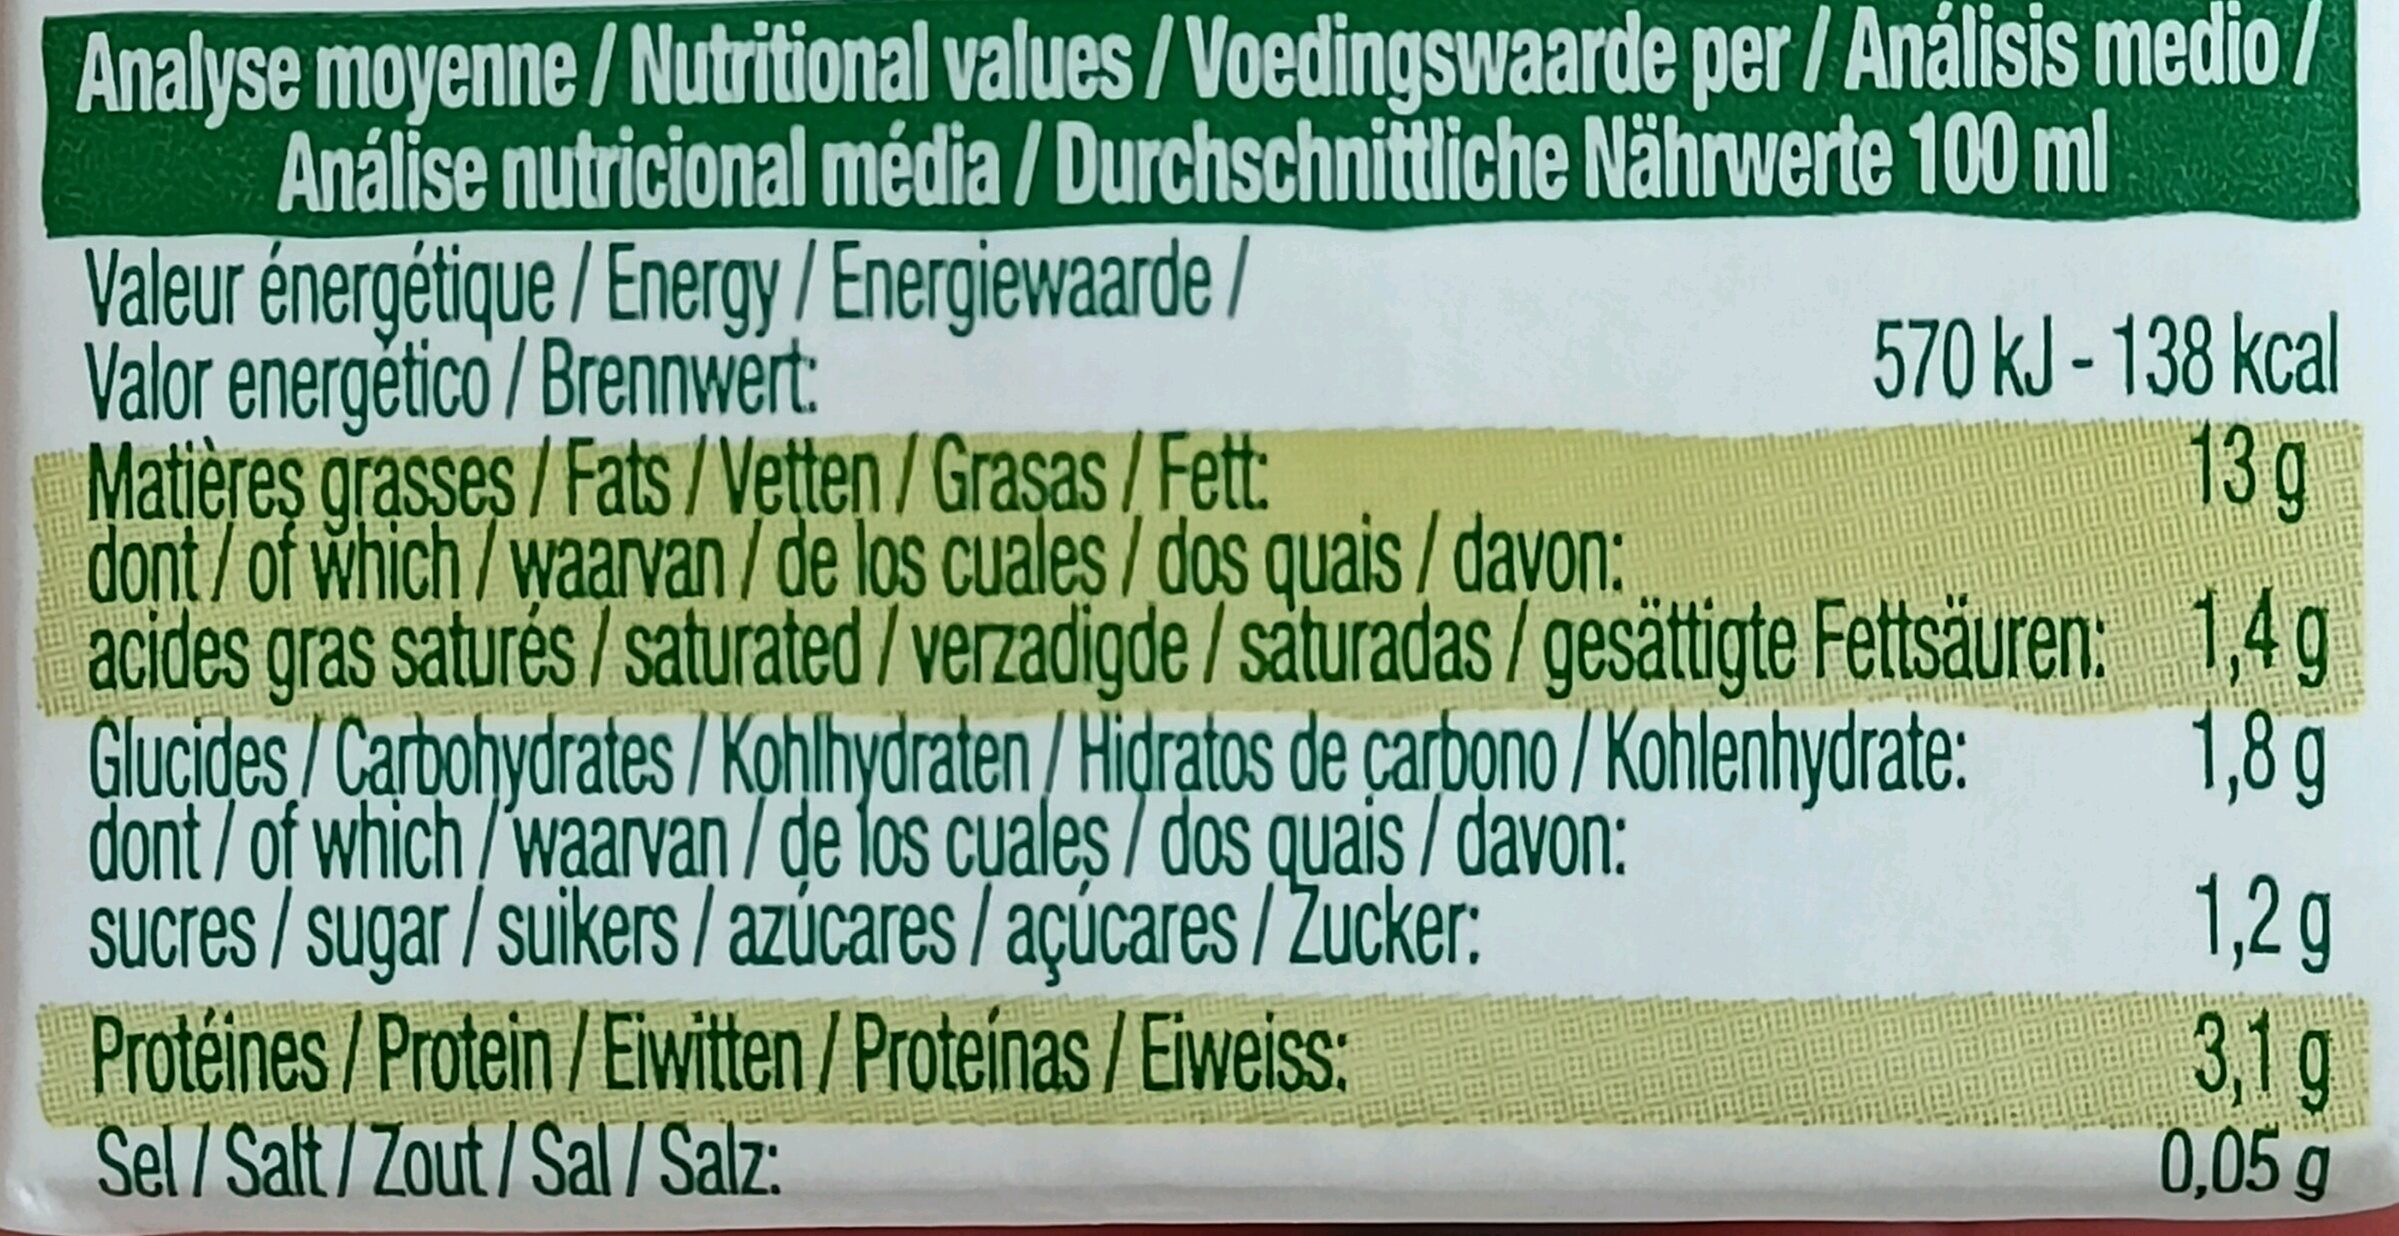 Analyse moyenne / Nutritional values / Voedingswaarde per / Análisis medio /
Análise nutricional média / Durchschnittliche Nährwerte 100 ml
Valeur énergétique / Energy / Energiewaarde /
Valor energético / Brennwert: 570 kJ - 138 kcal
Matières grasses / Fats / Vetten / Grasas / Fett: 13 g
dont / of which / waarvan / de los cuales / dos quais / davon:
acides gras saturés / saturated / verzadigde / saturadas / gesättigte Fettsäuren: 1,4 g
Glucides / Carbohydrates / Kohlhydraten / Hidratos de carbono / Kohlenhydrate: 1,8 g
dont / of which / waarvan / de los cuales / dos quais / davon:
sucres / sugar / suikers / azúcares / açúcares / Zucker: 1,2 g
Protéines / Protein / Eiwitten / Proteínas / Eiweiss: 3,1 g
Sel / Salt / Zout / Sal / Salz: 0,05 g